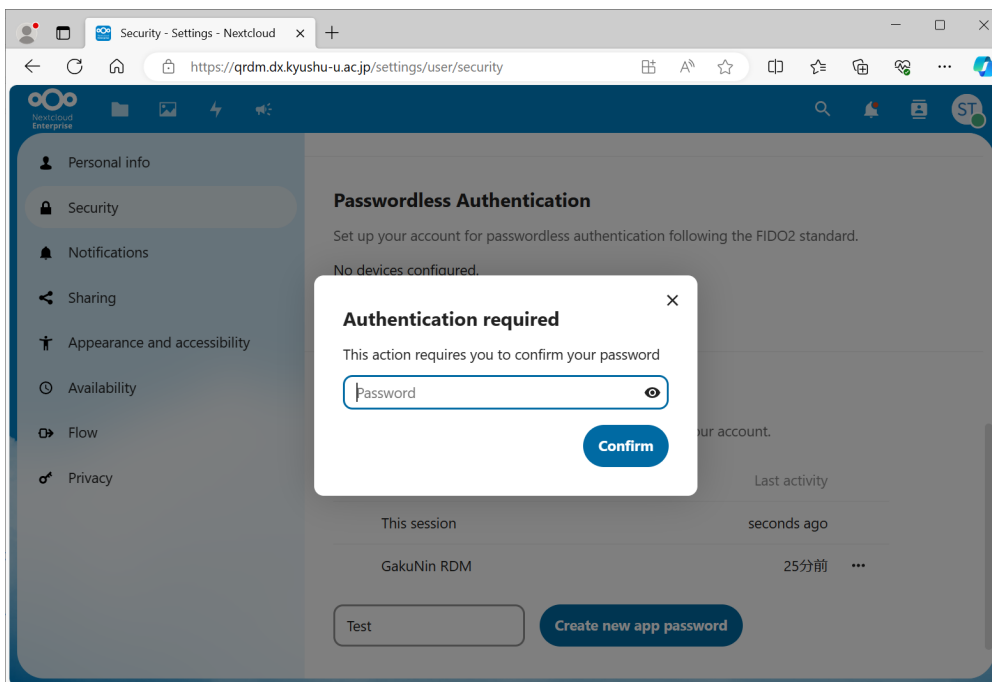 Security - Settings - Nextcloud
https://qrdm.dx.kyushu-u.ac.jp/settings/user/security
Nextcloud
Enterprise
ST
Personal info
Security
Notifications
Sharing
Appearance and accessibility
Availability
Flow
Privacy
Passwordless Authentication
Set up your account for passwordless authentication following the FIDO2 standard.
No devices configured.
Authentication required
This action requires you to confirm your password
Password
Confirm
our account.
Last activity
This session seconds ago
GakuNin RDM 25分前
Test
Create new app password